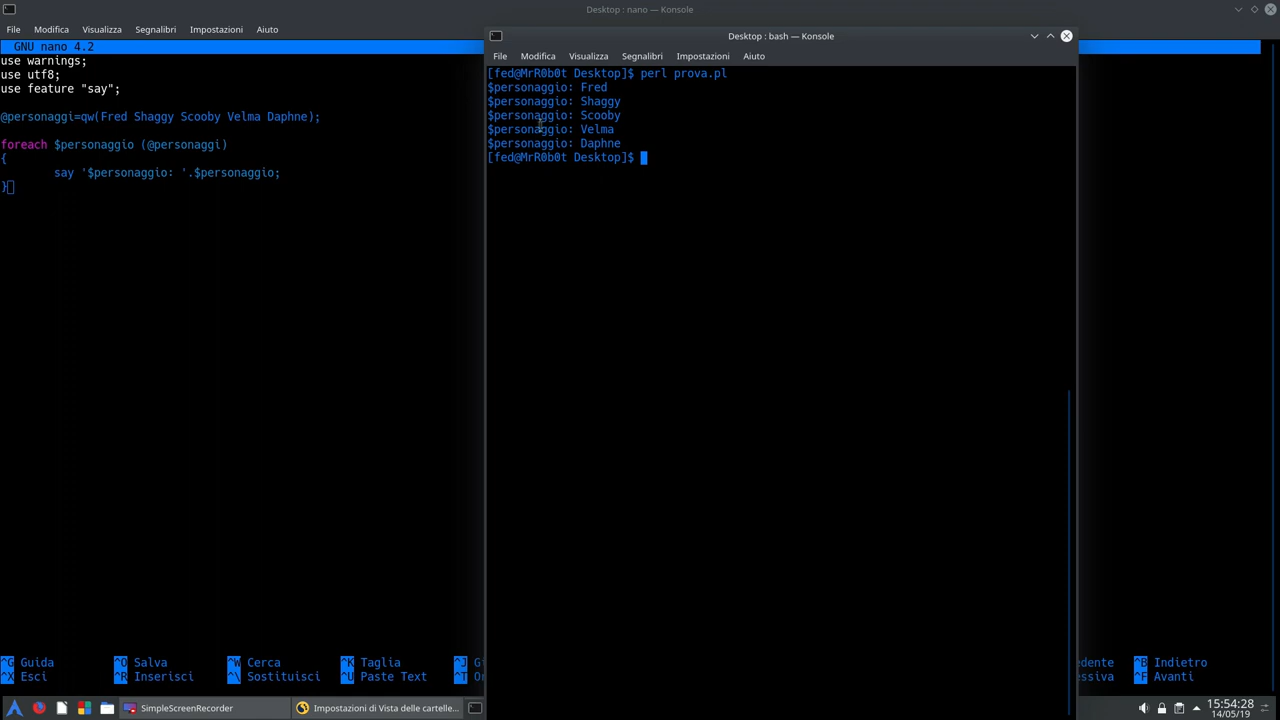 Desktop : nano — Konsole
File Modifica Visualizza Segnalibri Impostazioni Aiuto
GNU nano 4.2
use warnings;
use utf8;
use feature "say";
@personaggi=qw(Fred Shaggy Scooby Velma Daphne);
foreach $personaggio (@personaggi)
{
say '$personaggio: '.$personaggio;
}
Desktop : bash — Konsole
File Modifica Visualizza Segnalibri Impostazioni Aiuto
[fed@MrR0b0t Desktop]$ perl prova.pl
$personaggio: Fred
$personaggio: Shaggy
$personaggio: Scooby
$personaggio: Velma
$personaggio: Daphne
[fed@MrR0b0t Desktop]$
^G Guida ^O Salva ^W Cerca ^K Taglia ^J ^B Indietro
^X Esci ^R Inserisci ^\ Sostituisci ^U Paste Text ^T ^F Avanti
SimpleScreenRecorder
Impostazioni di Vista delle cartelle...
15:54:28
14/05/19